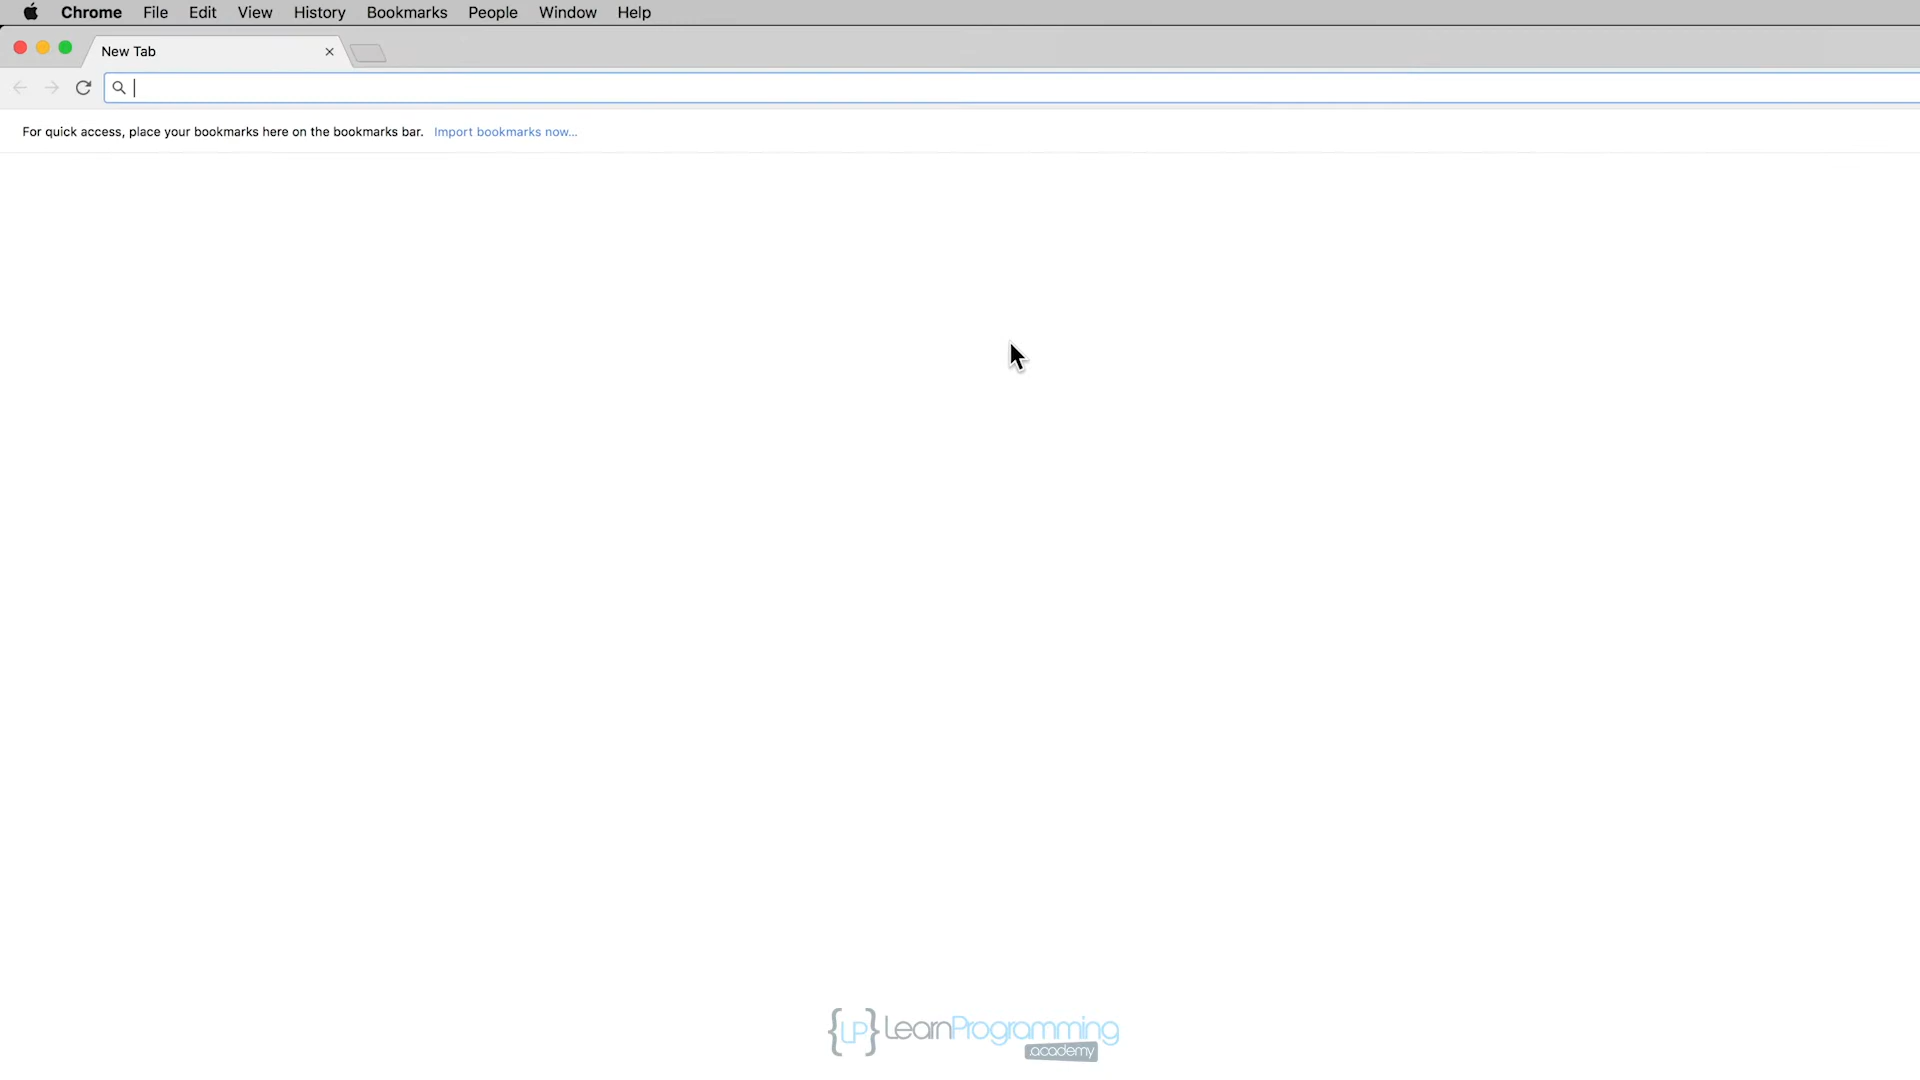 Chrome File Edit View History Bookmarks People Window Help
New Tab
For quick access, place your bookmarks here on the bookmarks bar. Import bookmarks now...
{LP} LearnProgramming
.academy